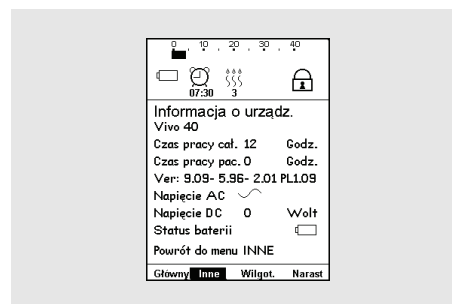 0 . 10 . 20 . 30 . 40
07:30 3
Informacja o urządz.
Vivo 40
Czas pracy cał. 12 Godz.
Czas pracy pac. 0 Godz.
Ver: 9.09- 5.96- 2.01 PL1.09
Napięcie AC
Napięcie DC 0 Wolt
Status baterii
Powrót do menu INNE
Główny Inne Wilgot. Narast